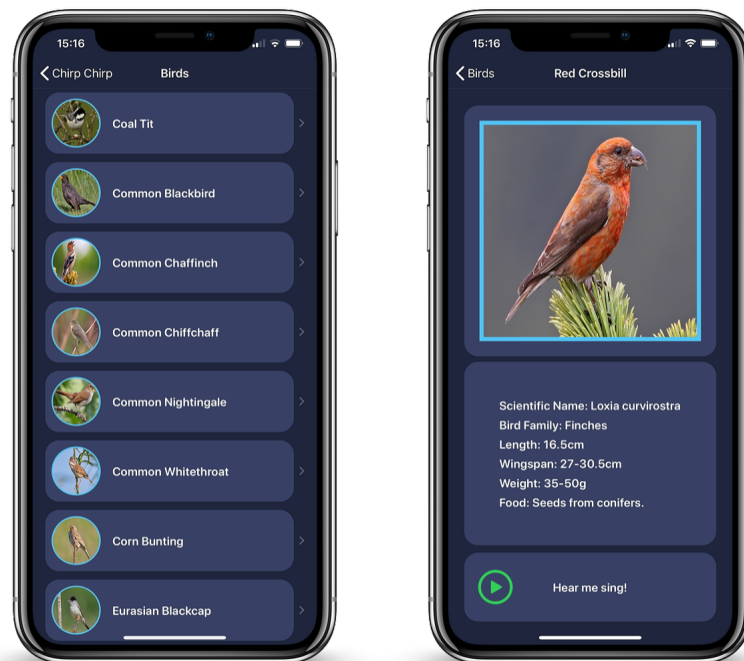 15:16
Chirp Chirp
Birds
Coal Tit
Common Blackbird
Common Chaffinch
Common Chiffchaff
Common Nightingale
Common Whitethroat
Corn Bunting
Eurasian Blackcap
15:16
Birds
Red Crossbill
Scientific Name: Loxia curvirostra
Bird Family: Finches
Length: 16.5cm
Wingspan: 27-30.5cm
Weight: 35-50g
Food: Seeds from conifers.
Hear me sing!